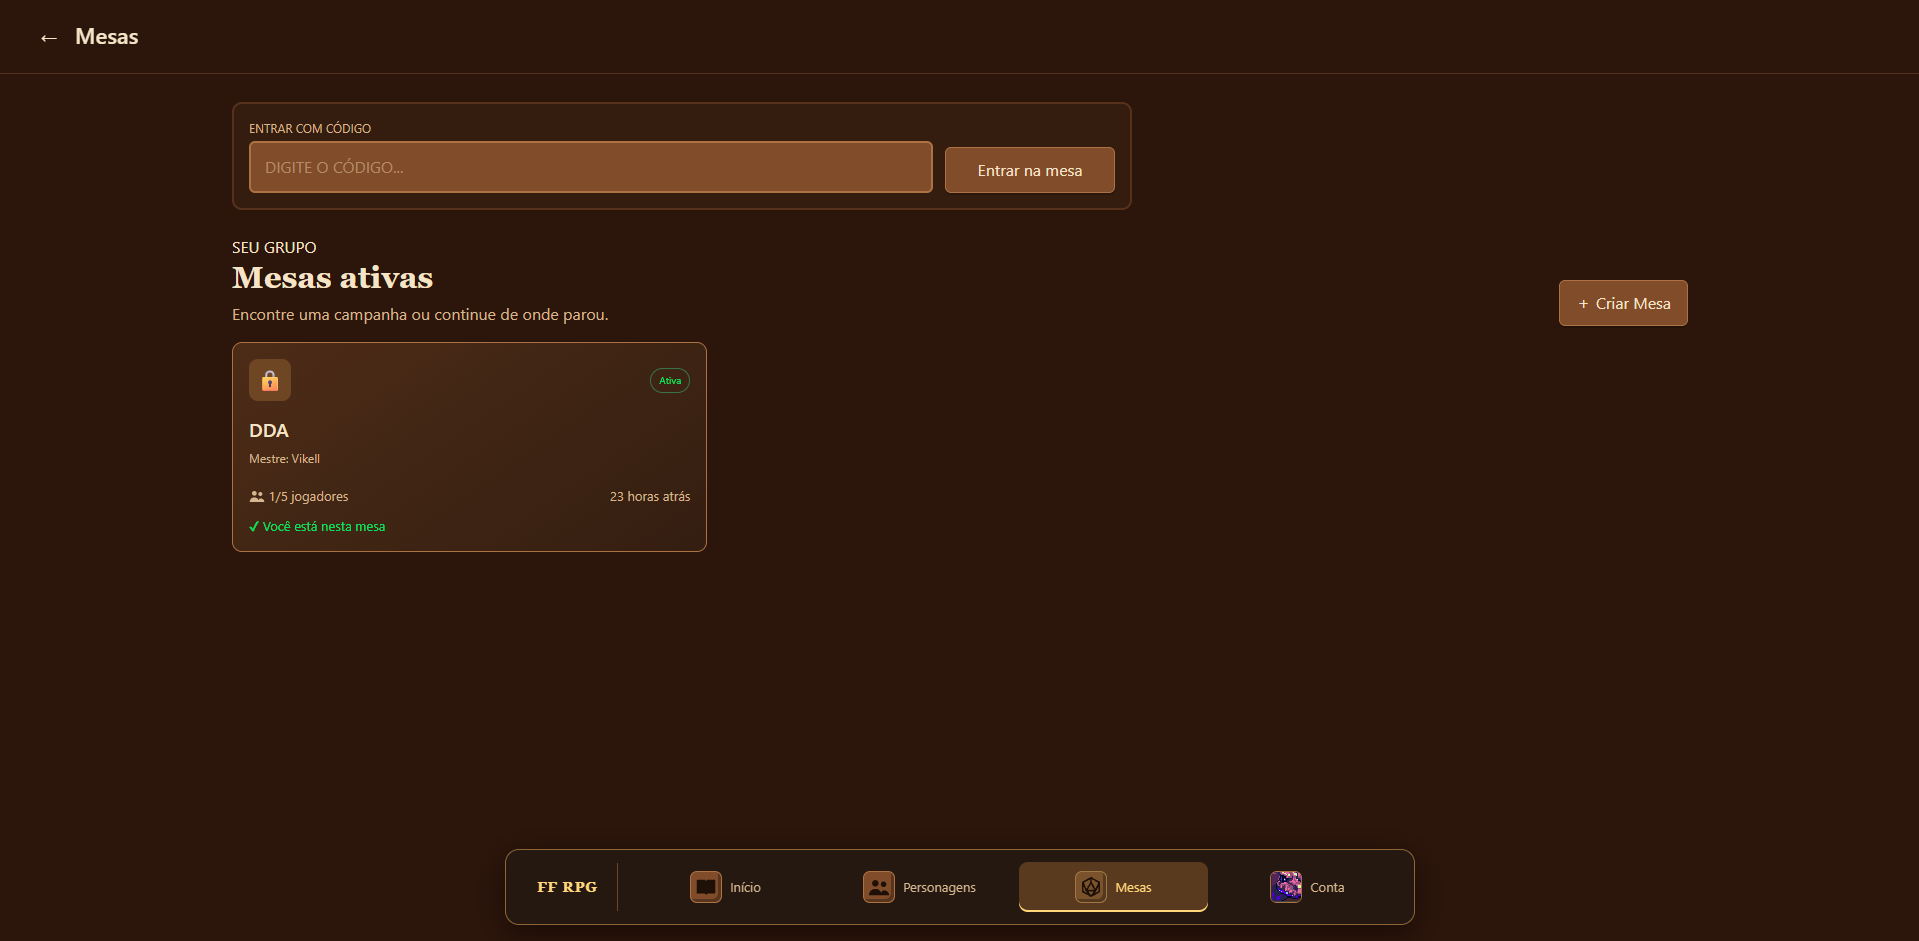 ← Mesas
ENTRAR COM CÓDIGO
DIGITE O CÓDIGO...
Entrar na mesa
SEU GRUPO
Mesas ativas
Encontre uma campanha ou continue de onde parou.
+ Criar Mesa
Ativa
DDA
Mestre: Vikell
1/5 jogadores
23 horas atrás
✓ Você está nesta mesa
FF RPG
Início
Personagens
Mesas
Conta